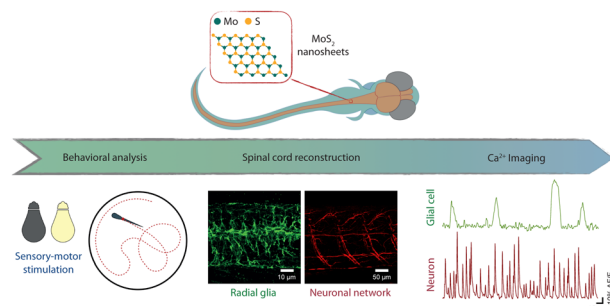 Mo
S
MoS₂
nanosheets
Behavioral analysis
Spinal cord reconstruction
Ca²⁺ Imaging
Sensory-motor
stimulation
10 μm
50 μm
Radial glia
Neuronal network
Glial cell
Neuron